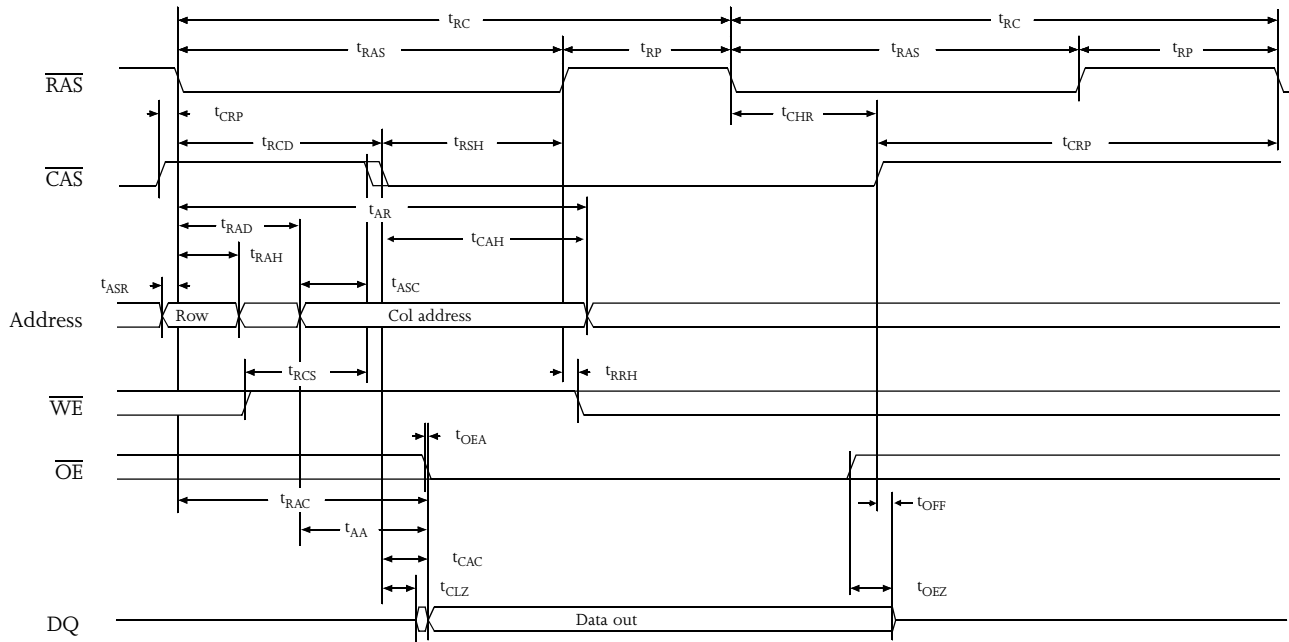 tRC tRC
tRAS tRP tRAS tRP
RAS
tCRP tCHR
tRCD tRSH tCRP
CAS
tAR
tRAD
tCAH
tRAH
tASR tASC
Address Row Col address
tRCS tRRH
WE
tOEA
OE
tRAC tOFF
tAA
tCAC
tCLZ tOEZ
DQ Data out